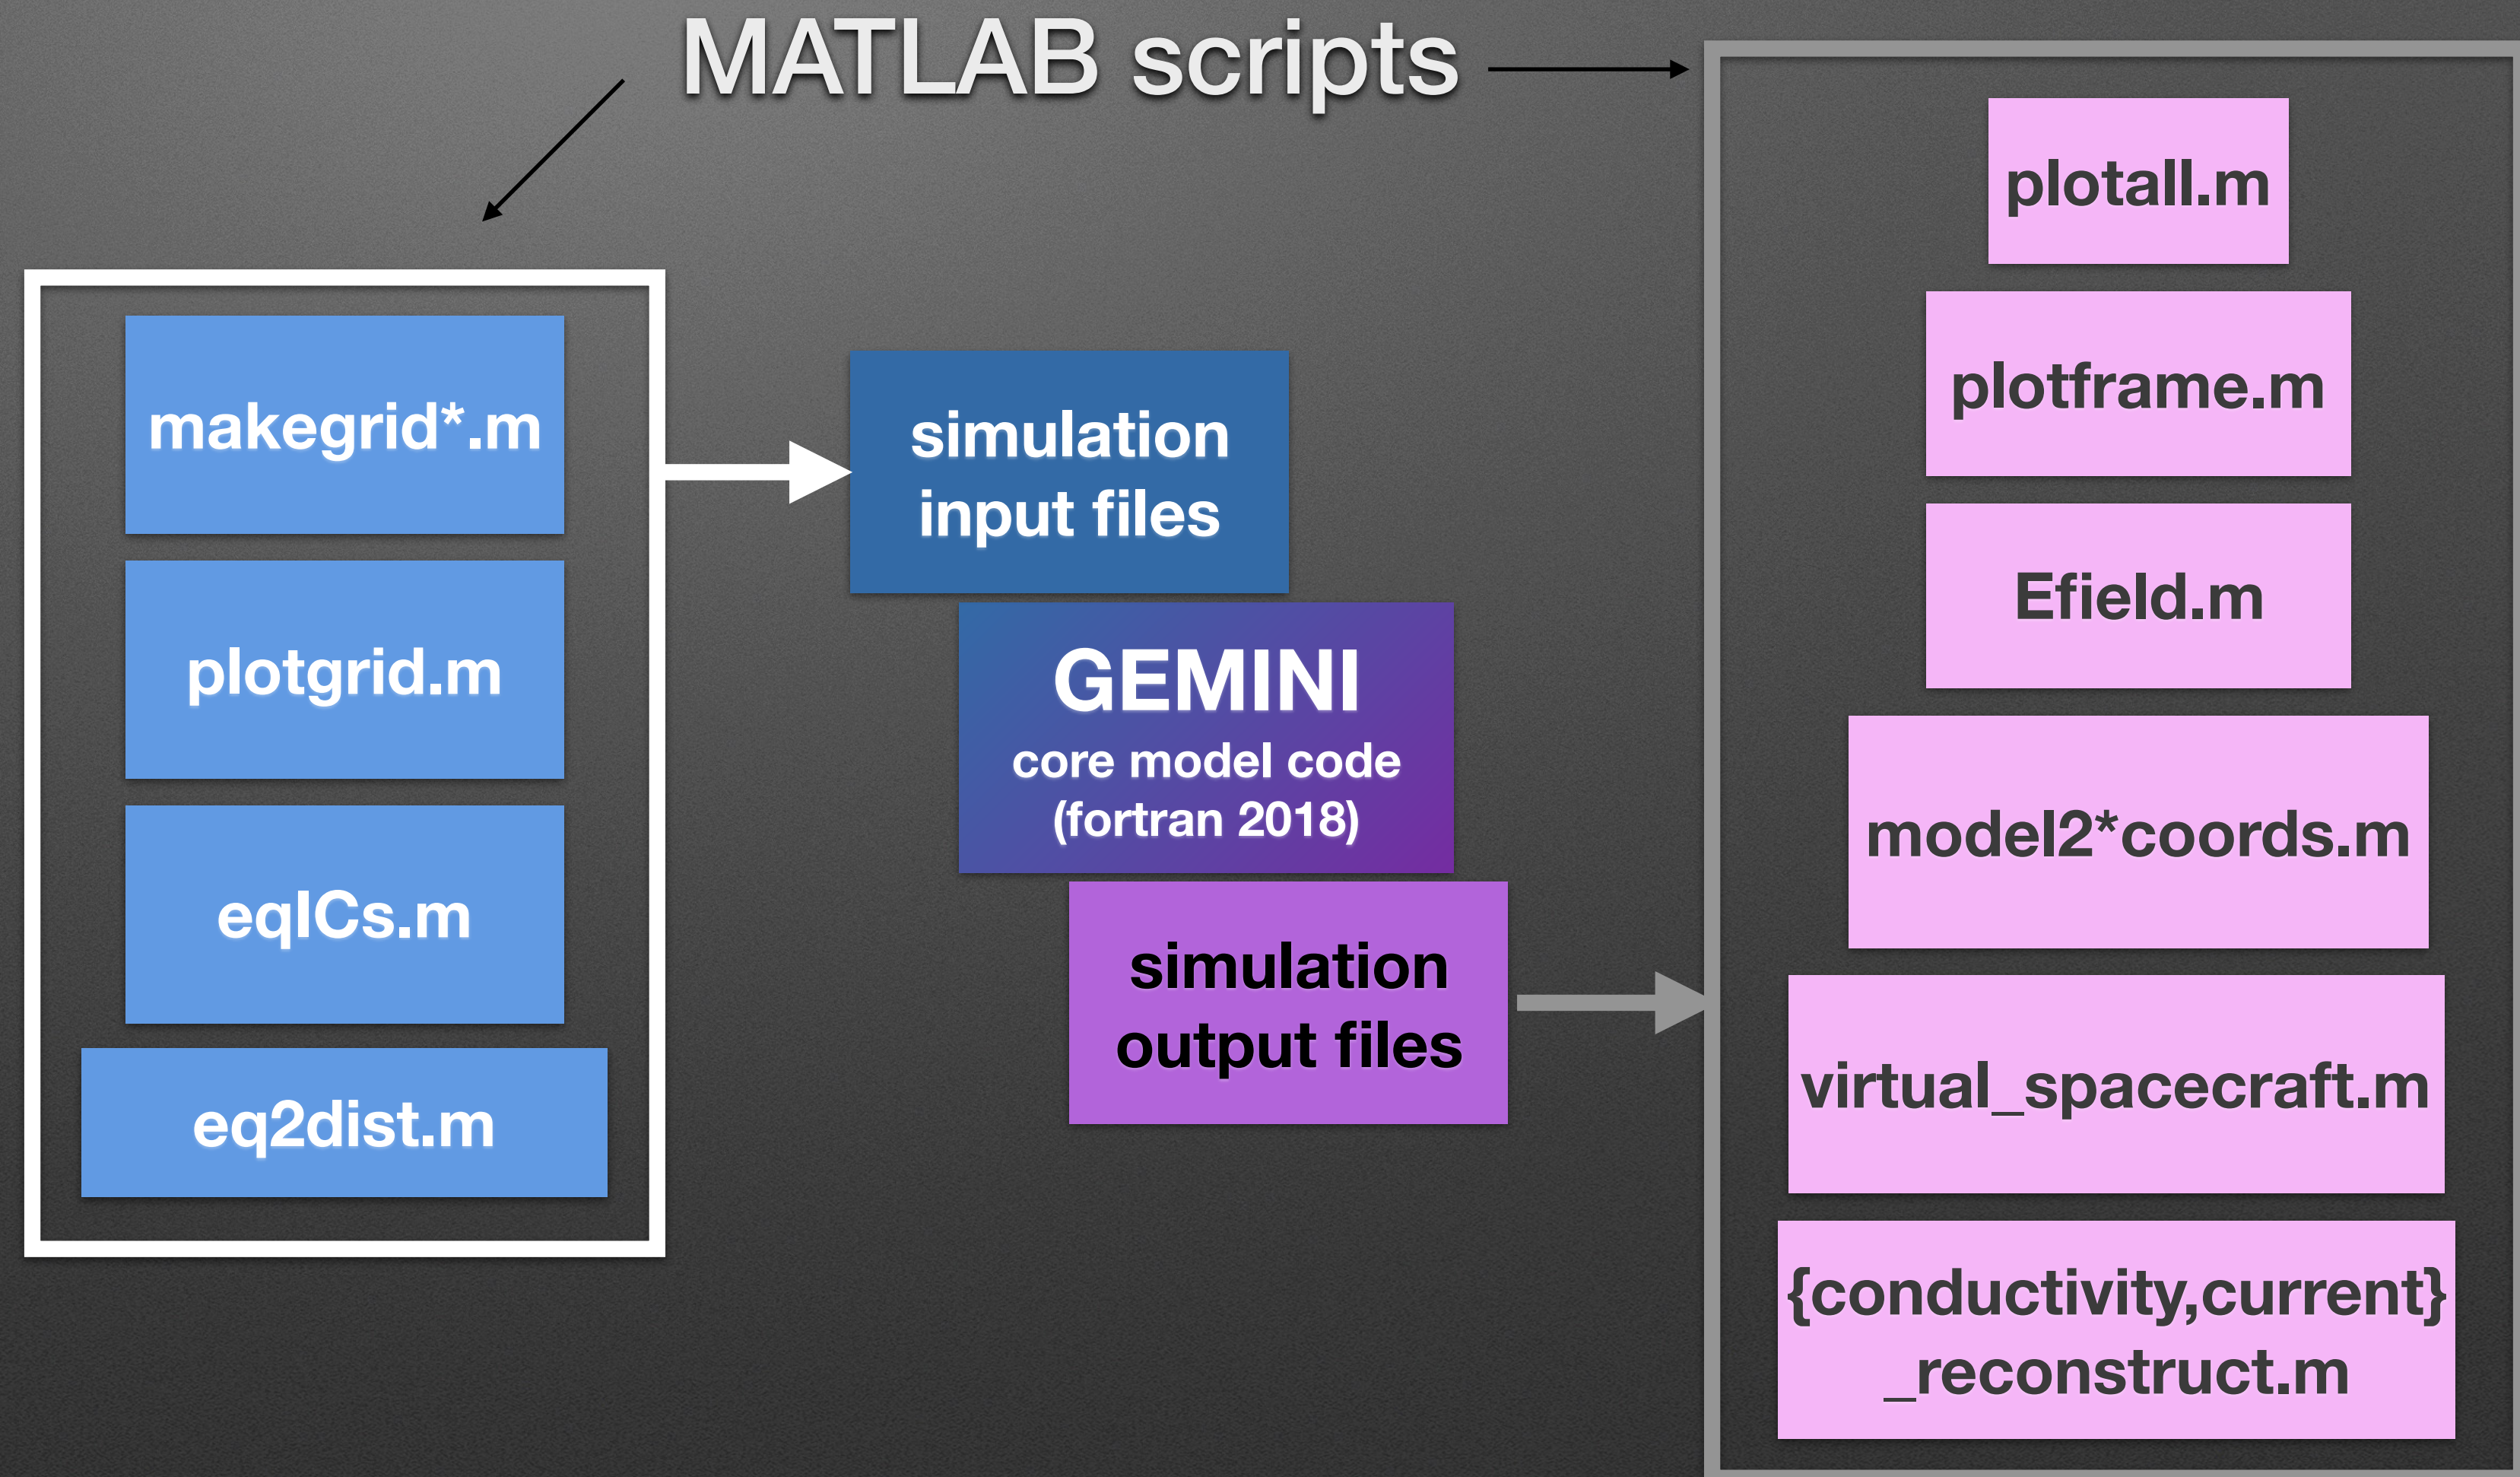 MATLAB scripts
makegrid*.m
plotgrid.m
eqICs.m
eq2dist.m
simulation
input files
GEMINI
core model code
(fortran 2018)
simulation
output files
plotall.m
plotframe.m
Efield.m
model2*coords.m
virtual_spacecraft.m
{conductivity,current}
_reconstruct.m